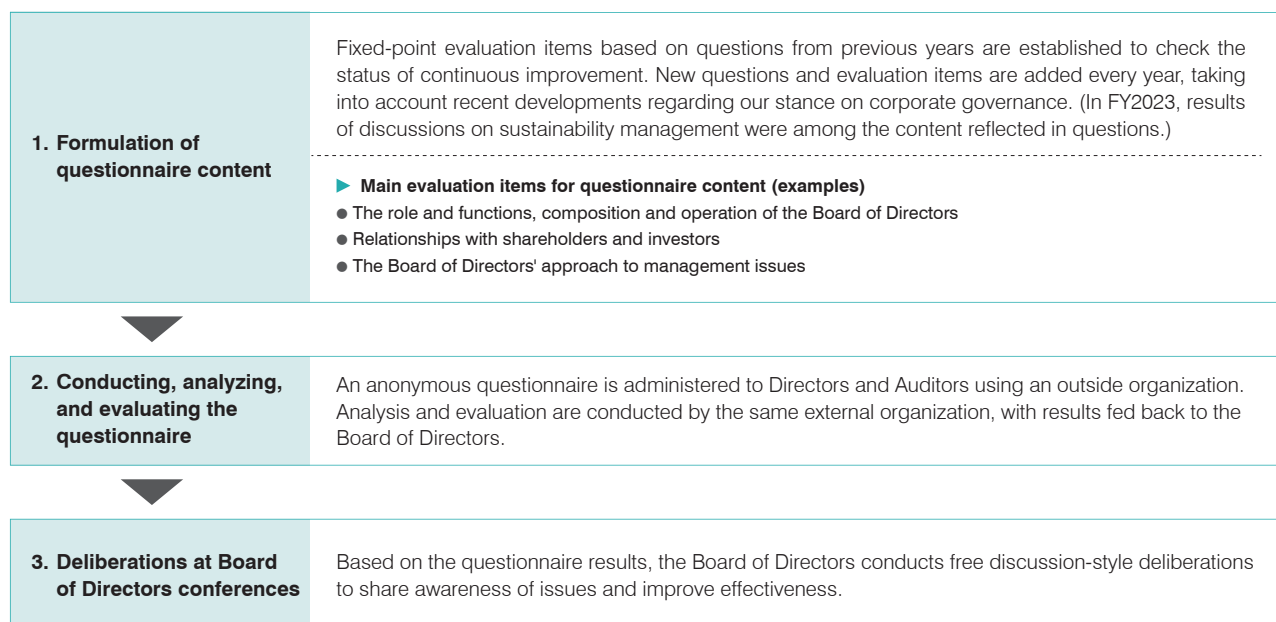 1. Formulation of
questionnaire content
Fixed-point evaluation items based on questions from previous years are established to check the
status of continuous improvement. New questions and evaluation items are added every year, taking
into account recent developments regarding our stance on corporate governance. (In FY2023, results
of discussions on sustainability management were among the content reflected in questions.)
▶ Main evaluation items for questionnaire content (examples)
● The role and functions, composition and operation of the Board of Directors
● Relationships with shareholders and investors
● The Board of Directors' approach to management issues
2. Conducting, analyzing,
and evaluating the
questionnaire
An anonymous questionnaire is administered to Directors and Auditors using an outside organization.
Analysis and evaluation are conducted by the same external organization, with results fed back to the
Board of Directors.
3. Deliberations at Board
of Directors conferences
Based on the questionnaire results, the Board of Directors conducts free discussion-style deliberations
to share awareness of issues and improve effectiveness.